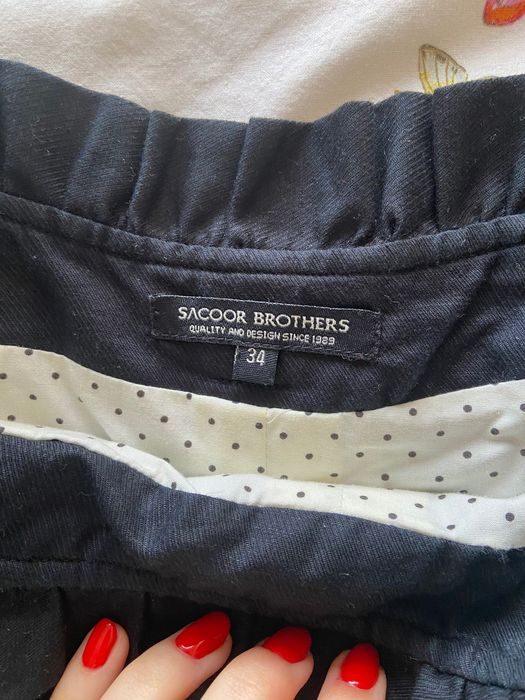 SACOOR BROTHERS
QUALITY AND DESIGN SINCE 1989
34